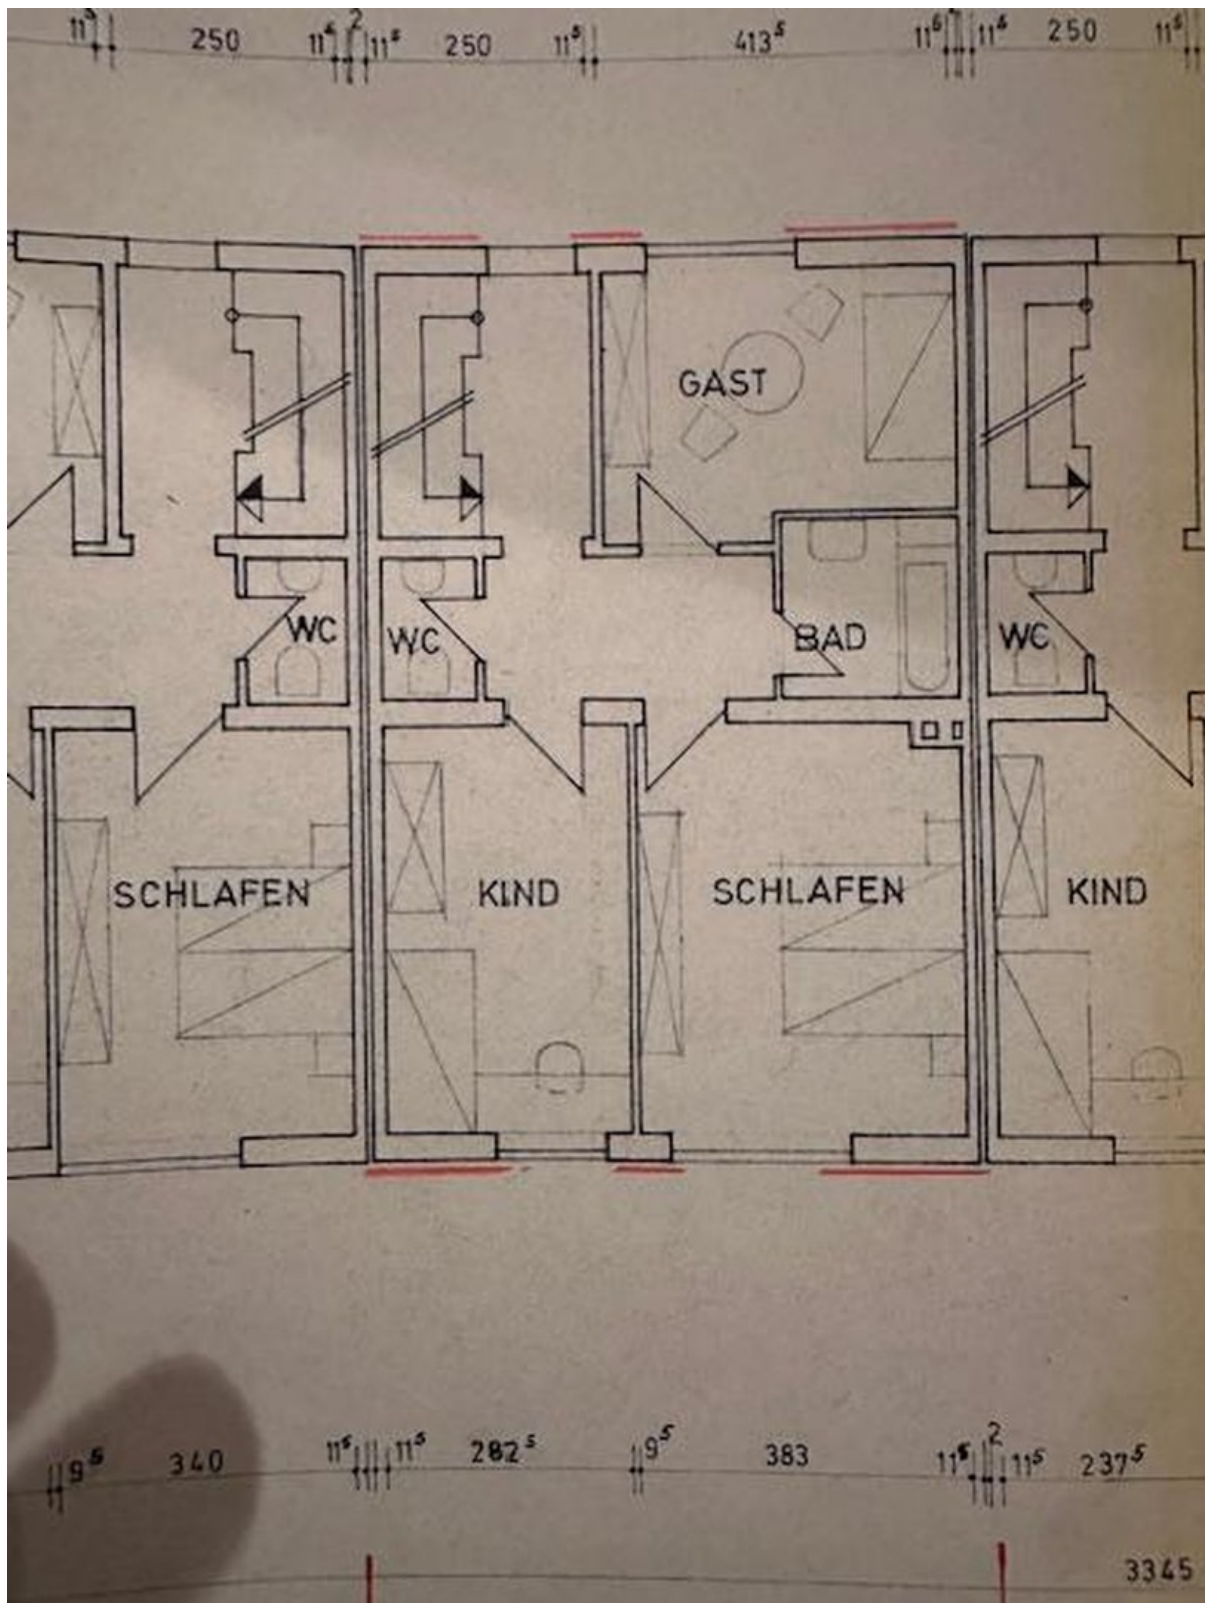 11⁵ 250 11⁵ 2 11⁵ 250 11⁵ 413⁵ 11⁵ 11⁵ 250 11⁵
GAST
WC WC BAD WC
SCHLAFEN KIND SCHLAFEN KIND
9⁵ 340 11⁵ 11⁵ 282⁵ 9⁵ 383 11⁵ 2 11⁵ 237⁵
3345